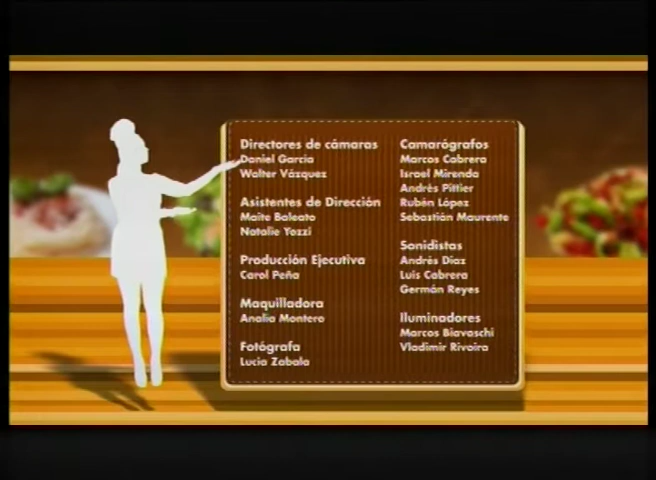 Directores de cámaras
Daniel García
Walter Vázquez
Asistentes de Dirección
Maite Baleato
Natalie Yozzi
Producción Ejecutiva
Carol Peña
Maquilladora
Analía Montero
Fotógrafa
Lucía Zabala
Camarógrafos
Marcos Cabrera
Israel Miranda
Andrés Pittier
Rubén López
Sebastián Maurente
Sonidistas
Andrés Díaz
Luis Cabrera
Germán Reyes
Iluminadores
Marcos Biavaschi
Vladimir Rivoira